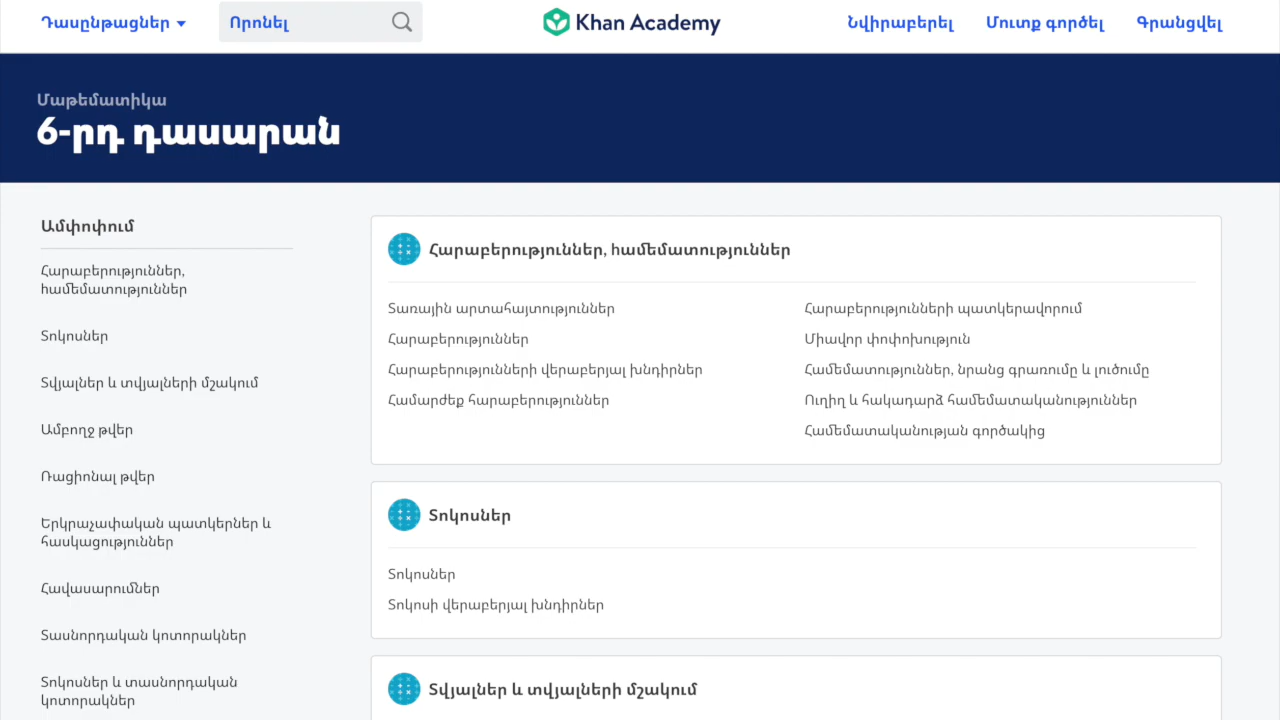 Դասընթացներ
Որոնել
Khan Academy
Նվիրաբերել
Մուտք գործել
Գրանցվել
Մաթեմատիկա
6-րդ դասարան
Ամփոփում
Հարաբերություններ,
համեմատություններ
Տոկոսներ
Տվյալներ և տվյալների մշակում
Ամբողջ թվեր
Ռացիոնալ թվեր
Երկրաչափական պատկերներ և
հասկացություններ
Հավասարումներ
Տասնորդական կոտորակներ
Տոկոսներ և տասնորդական
կոտորակներ
Հարաբերություններ, համեմատություններ
Տառային արտահայտություններ
Հարաբերություններ
Հարաբերությունների վերաբերյալ խնդիրներ
Համարժեք հարաբերություններ
Հարաբերությունների պատկերավորում
Միավոր փոփոխություն
Համեմատություններ, նրանց գրառումը և լուծումը
Ուղիղ և հակադարձ համեմատականություններ
Համեմատականության գործակից
Տոկոսներ
Տոկոսներ
Տոկոսի վերաբերյալ խնդիրներ
Տվյալներ և տվյալների մշակում